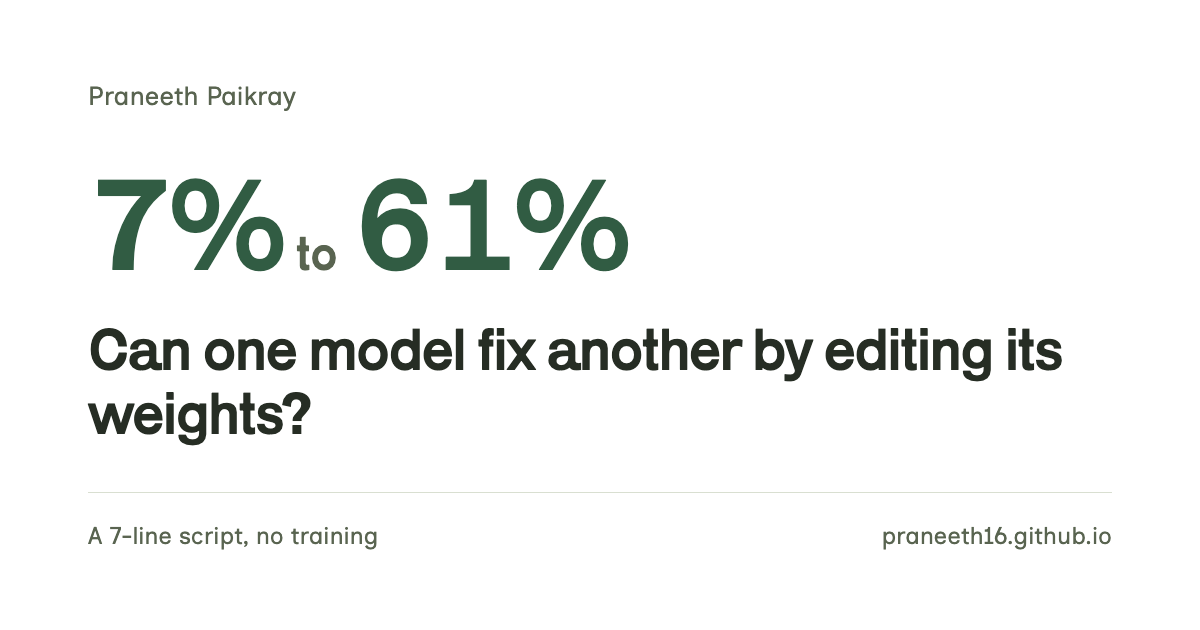 Praneeth Paikray
7% to 61%
Can one model fix another by editing its
weights?
A 7-line script, no training
praneeth16.github.io